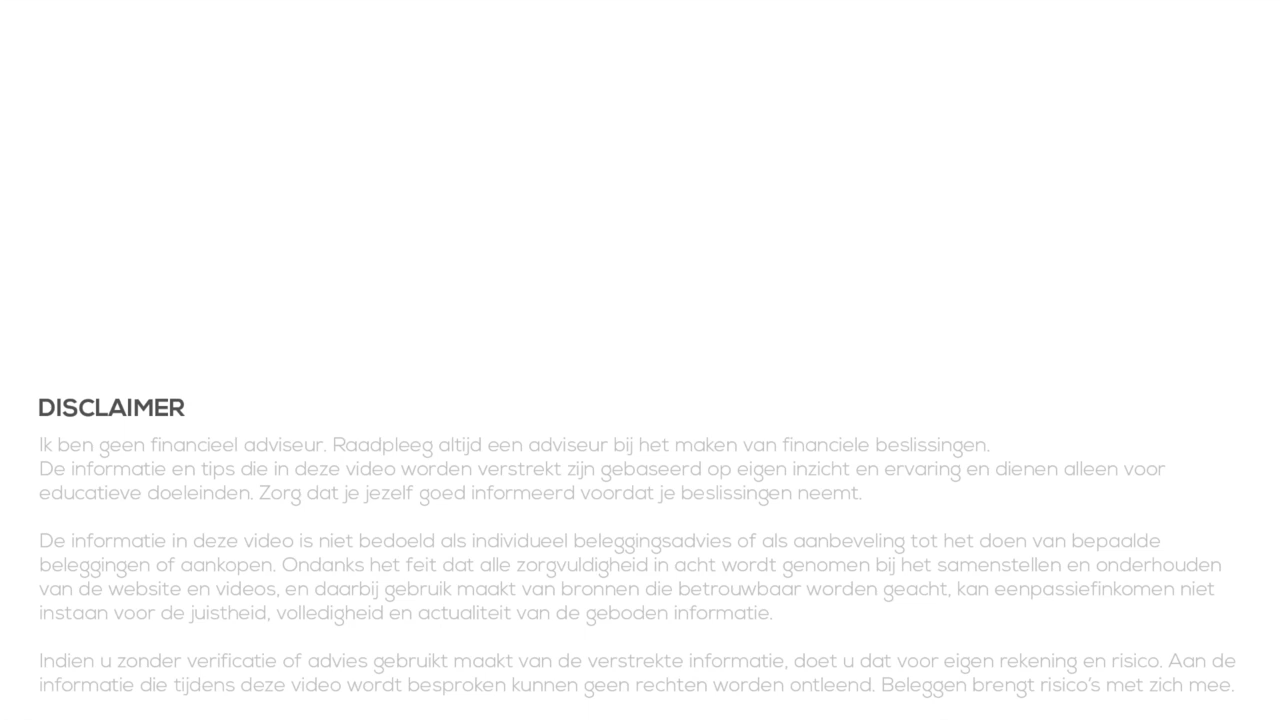 DISCLAIMER
Ik ben geen financieel adviseur. Raadpleeg altijd een adviseur bij het maken van financiele beslissingen.
De informatie en tips die in deze video worden verstrekt zijn gebaseerd op eigen inzicht en ervaring en dienen alleen voor
educatieve doeleinden. Zorg dat je jezelf goed informeerd voordat je beslissingen neemt.
De informatie in deze video is niet bedoeld als individueel beleggingsadvies of als aanbeveling tot het doen van bepaalde
beleggingen of aankopen. Ondanks het feit dat alle zorgvuldigheid in acht wordt genomen bij het samenstellen en onderhouden
van de website en videos, en daarbij gebruik maakt van bronnen die betrouwbaar worden geacht, kan eenpassiefinkomen niet
instaan voor de juistheid, volledigheid en actualiteit van de geboden informatie.
Indien u zonder verificatie of advies gebruikt maakt van de verstrekte informatie, doet u dat voor eigen rekening en risico. Aan de
informatie die tijdens deze video wordt besproken kunnen geen rechten worden ontleend. Beleggen brengt risico's met zich mee.